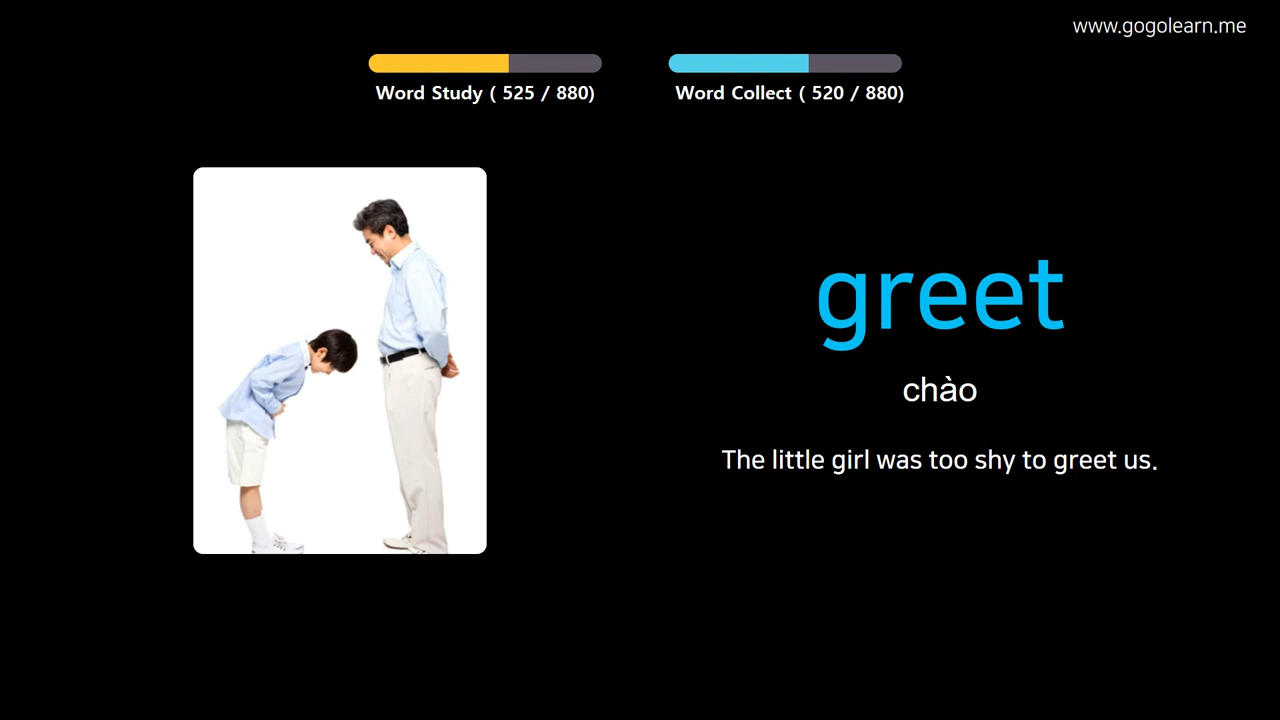 www.gogolearn.me
Word Study ( 525 / 880)
Word Collect ( 520 / 880)
greet
chào
The little girl was too shy to greet us.